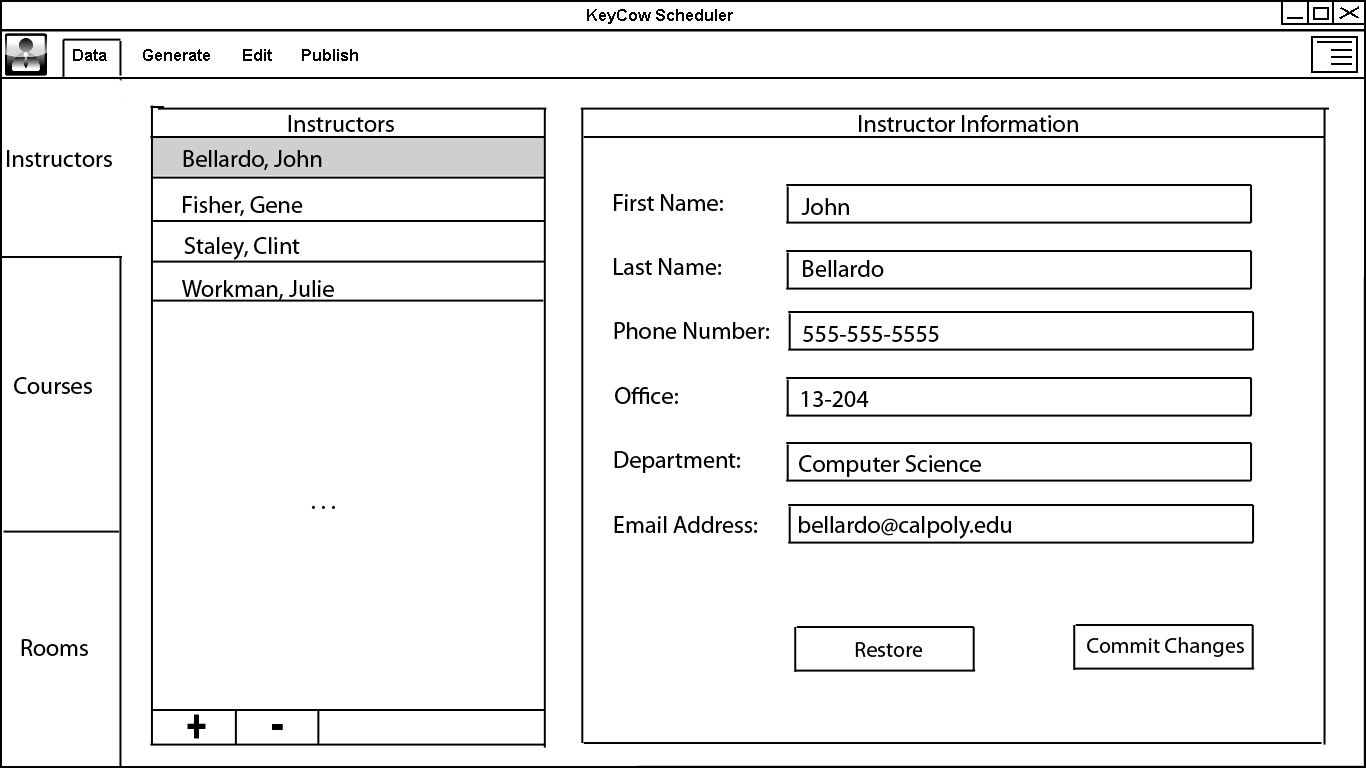 KeyCow Scheduler
Data Generate Edit Publish
Instructors
Courses
Rooms
Instructors
Bellardo, John
Fisher, Gene
Staley, Clint
Workman, Julie
...
+ -
Instructor Information
First Name: John
Last Name: Bellardo
Phone Number: 555-555-5555
Office: 13-204
Department: Computer Science
Email Address: bellardo@calpoly.edu
Restore Commit Changes